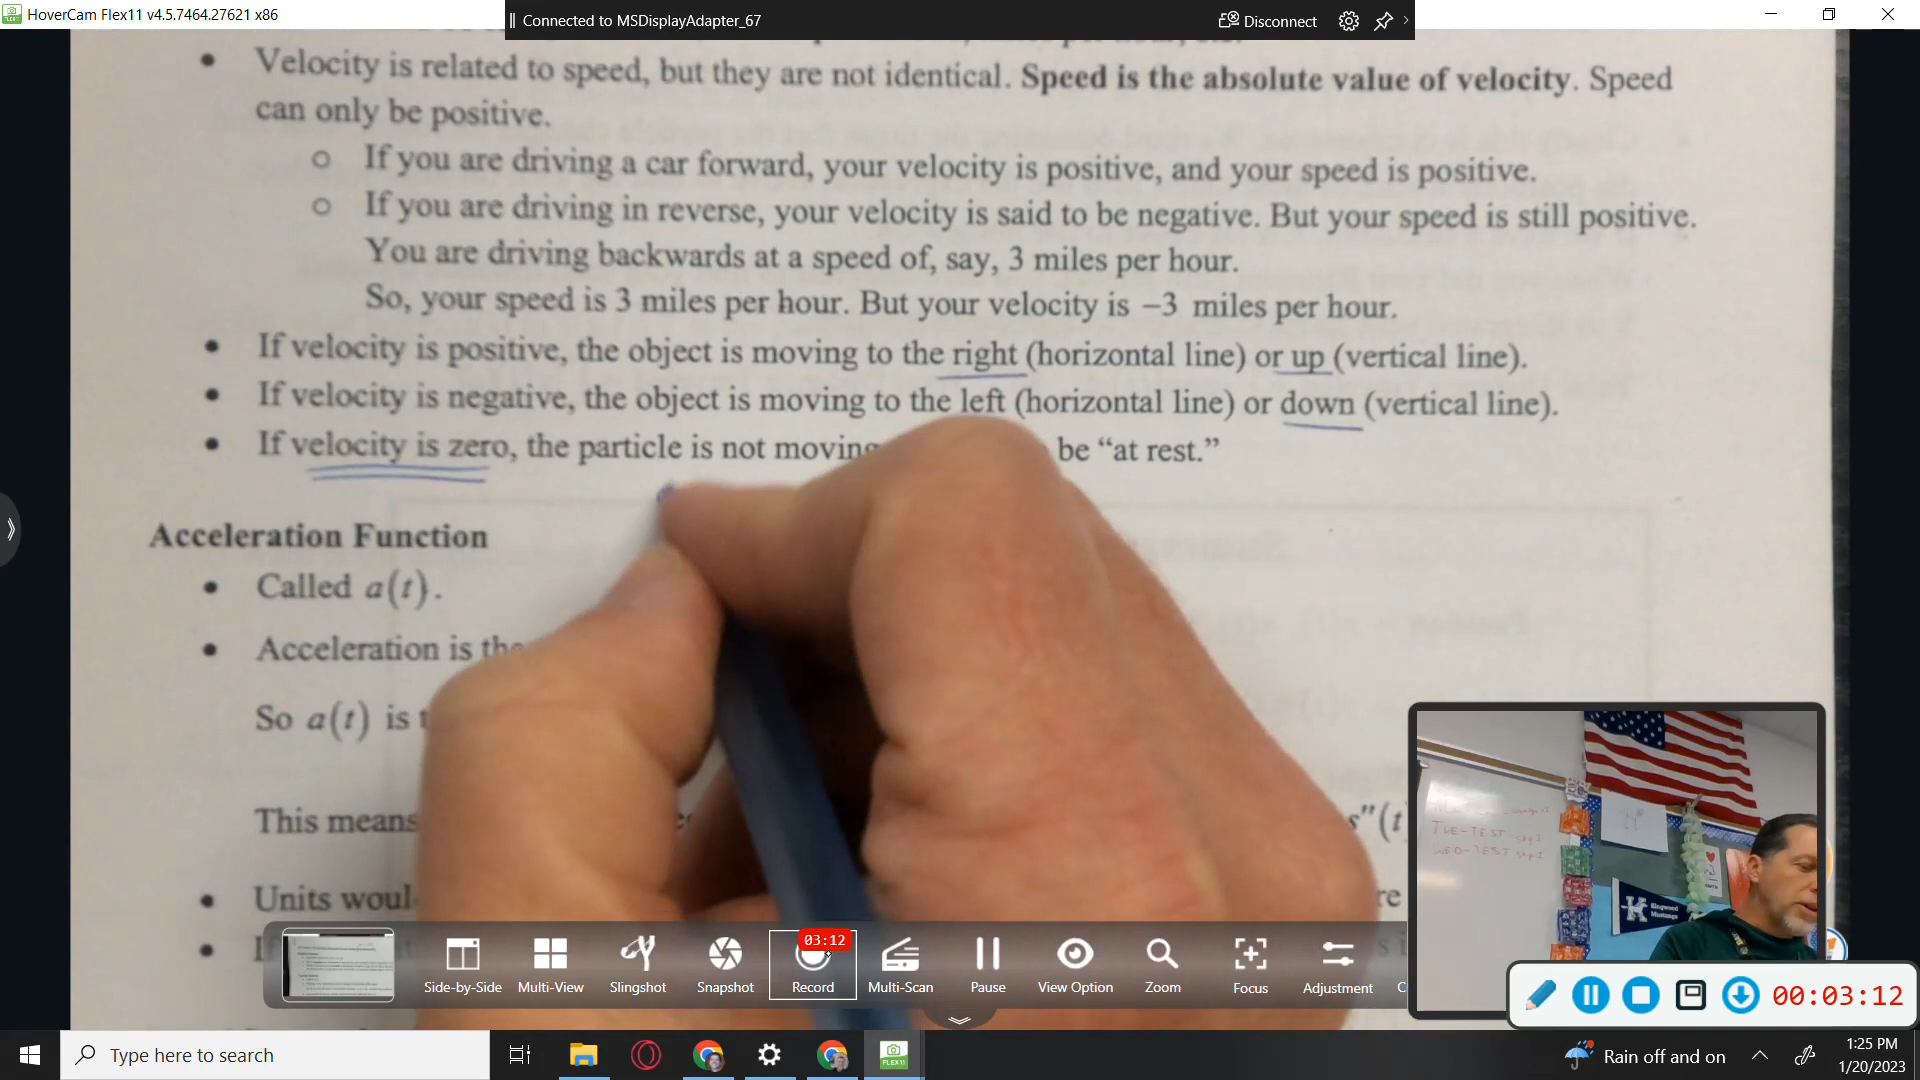 HoverCam Flex11 v4.5.7464.27621 x86
Connected to MSDisplayAdapter_67
Disconnect
• Velocity is related to speed, but they are not identical. Speed is the absolute value of velocity. Speed
can only be positive.
o If you are driving a car forward, your velocity is positive, and your speed is positive.
o If you are driving in reverse, your velocity is said to be negative. But your speed is still positive.
You are driving backwards at a speed of, say, 3 miles per hour.
So, your speed is 3 miles per hour. But your velocity is −3 miles per hour.
• If velocity is positive, the object is moving to the right (horizontal line) or up (vertical line).
• If velocity is negative, the object is moving to the left (horizontal line) or down (vertical line).
• If velocity is zero, the particle is not moving be “at rest.”
Acceleration Function
• Called a(t).
• Acceleration is the
So a(t) is
This means s″(t)
• Units woul
TUE-TEST
WED-TEST
Kingwood
Mustangs
03:12
Side-by-Side
Multi-View
Slingshot
Snapshot
Record
Multi-Scan
Pause
View Option
Zoom
Focus
Adjustment
00:03:12
Type here to search
FLEX11
Rain off and on
1:25 PM
1/20/2023